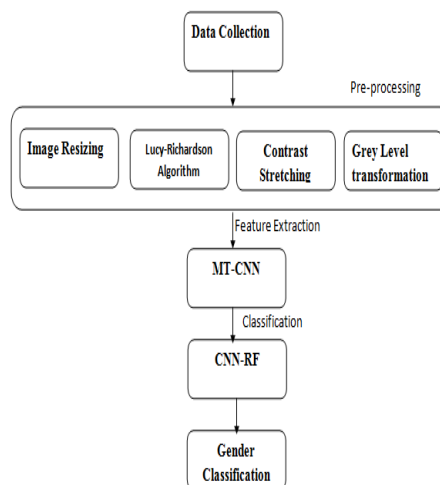 Data Collection
Pre-processing
Image Resizing
Lucy-Richardson
Algorithm
Contrast
Stretching
Grey Level
transformation
Feature Extraction
MT-CNN
Classification
CNN-RF
Gender
Classification